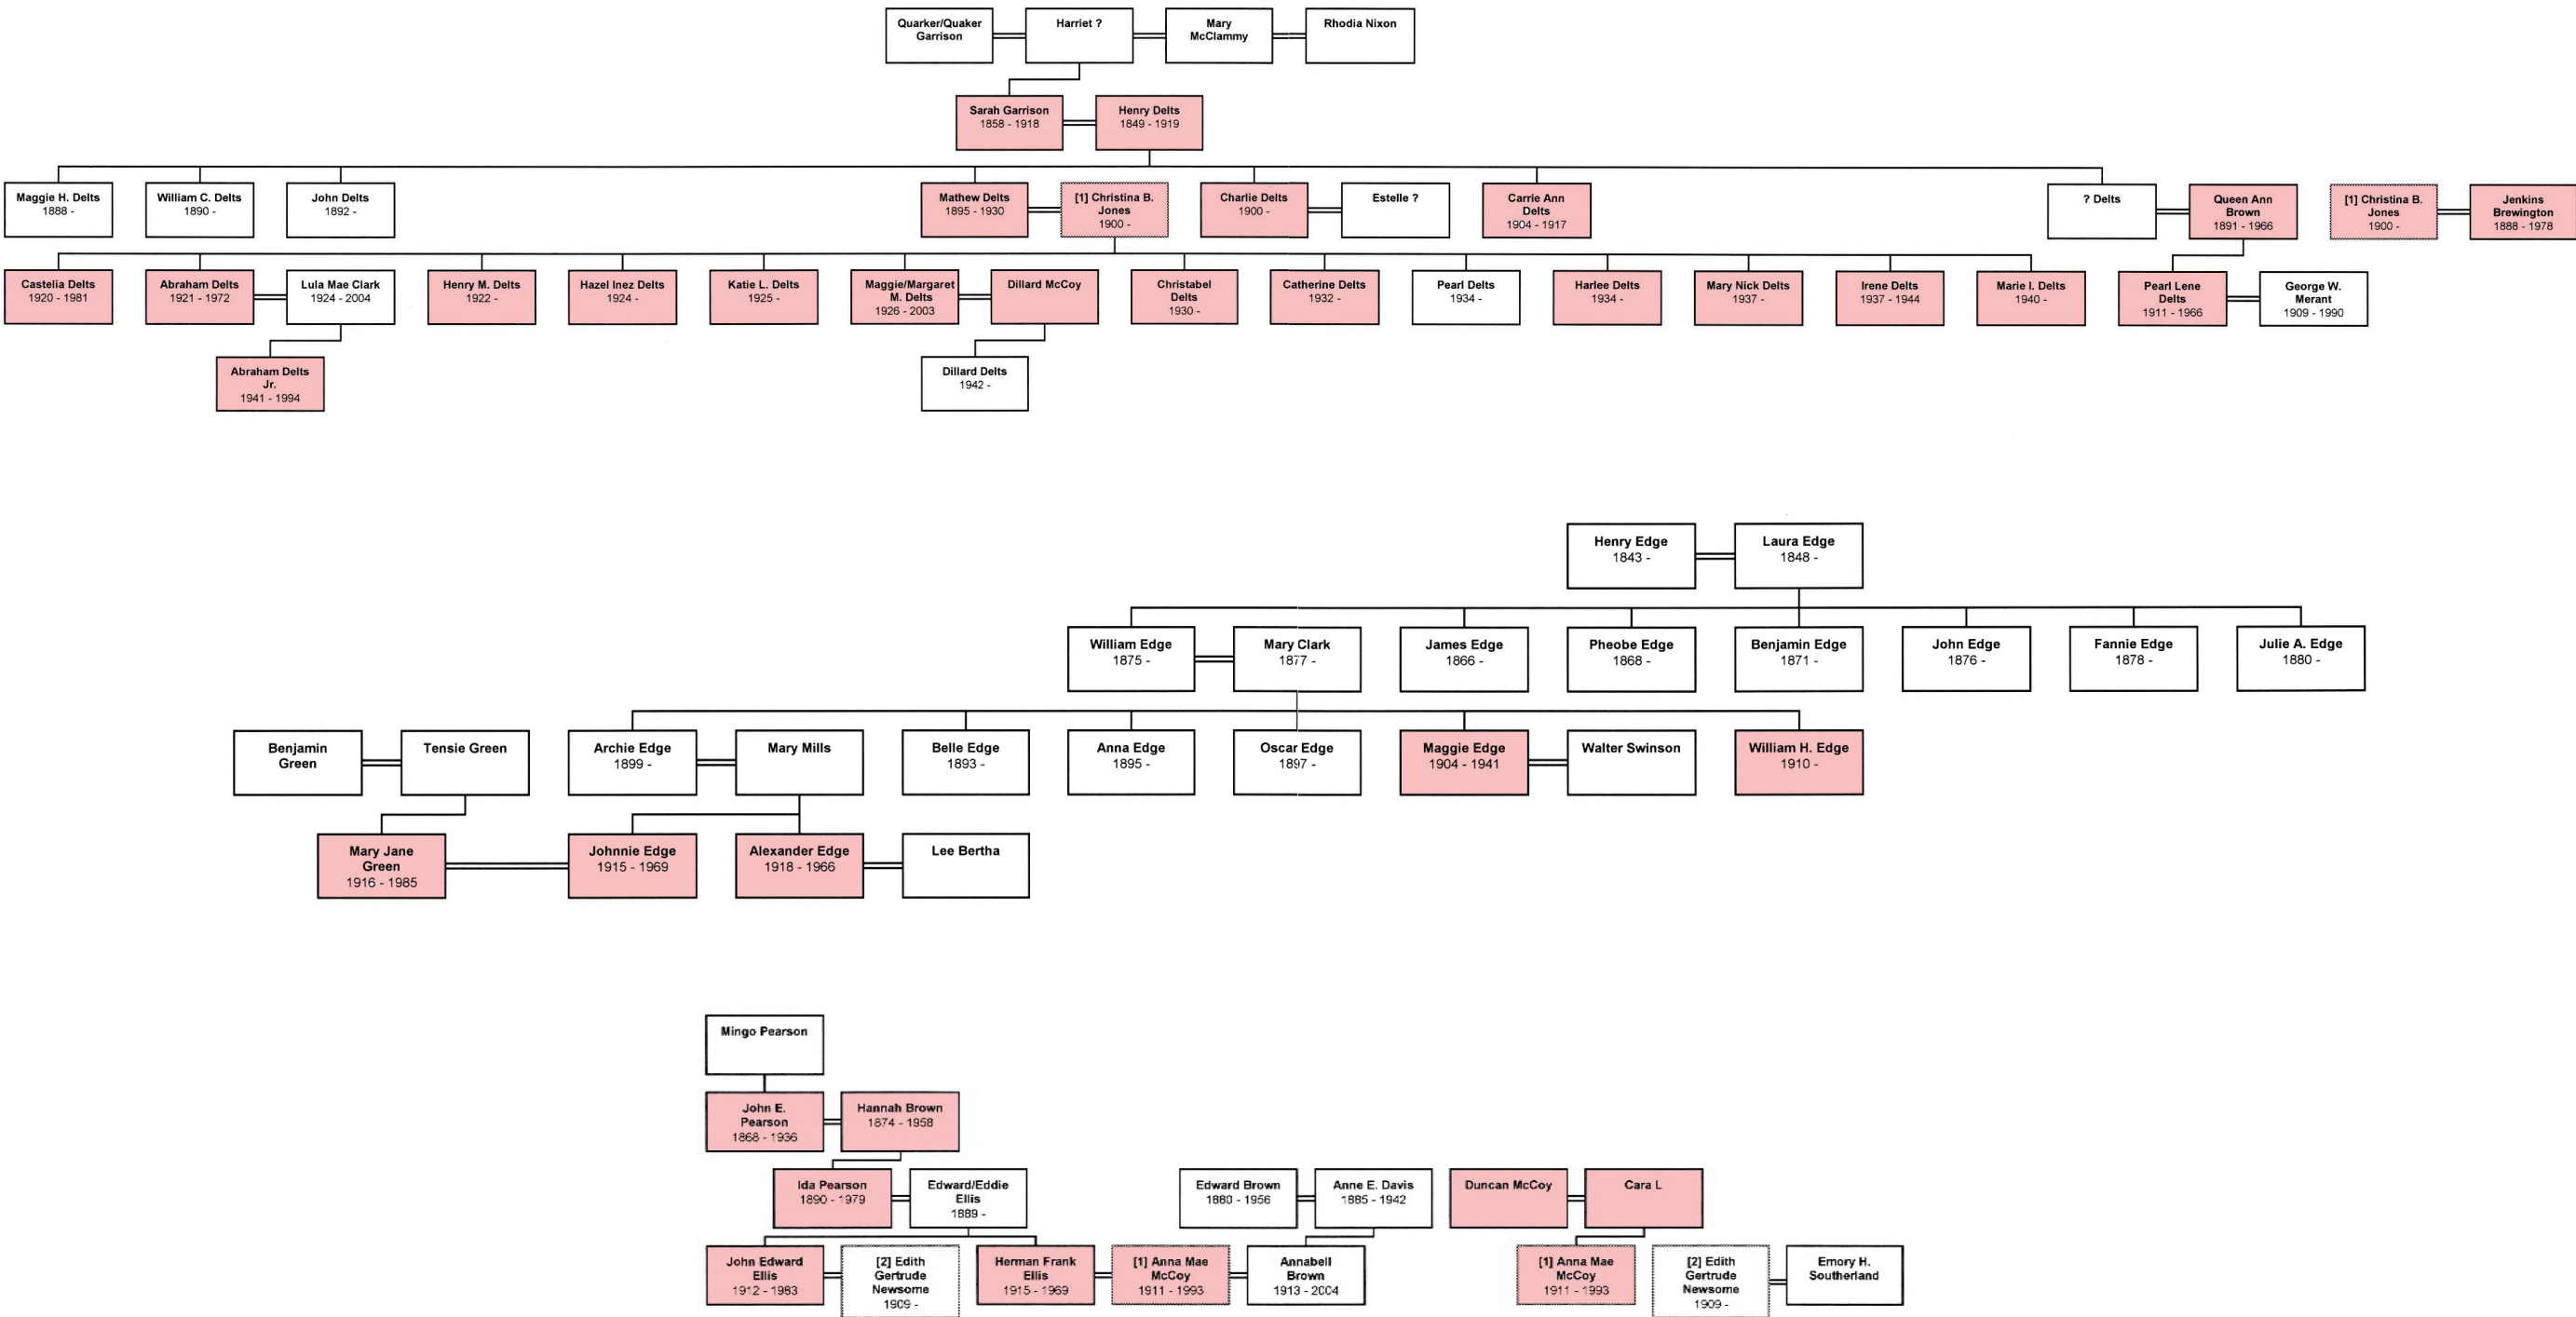 Quarker/Quaker
Garrison
Harriet ?
Mary
McClammy
Rhodia Nixon
Sarah Garrison
1858 - 1918
Henry Delts
1849 - 1919
Maggie H. Delts
1888 -
William C. Delts
1890 -
John Delts
1892 -
Mathew Delts
1895 - 1930
[1] Christina B.
Jones
1900 -
Charlie Delts
1900 -
Estelle ?
Carrie Ann
Delts
1904 - 1917
? Delts
Queen Ann
Brown
1891 - 1966
[1] Christina B.
Jones
1900 -
Jenkins
Brewington
1888 - 1978
Castelia Delts
1920 - 1981
Abraham Delts
1921 - 1972
Lula Mae Clark
1924 - 2004
Henry M. Delts
1922 -
Hazel Inez Delts
1924 -
Katie L. Delts
1925 -
Maggie/Margaret
M. Delts
1926 - 2003
Dillard McCoy
Christabel
Delts
1930 -
Catherine Delts
1932 -
Pearl Delts
1934 -
Harlee Delts
1934 -
Mary Nick Delts
1937 -
Irene Delts
1937 - 1944
Marie I. Delts
1940 -
Pearl Lene
Delts
1911 - 1966
George W.
Merant
1909 - 1990
Abraham Delts
Jr.
1941 - 1994
Dillard Delts
1942 -
Henry Edge
1843 -
Laura Edge
1848 -
William Edge
1875 -
Mary Clark
1877 -
James Edge
1866 -
Pheobe Edge
1868 -
Benjamin Edge
1871 -
John Edge
1876 -
Fannie Edge
1878 -
Julie A. Edge
1880 -
Benjamin
Green
Tensie Green
Archie Edge
1899 -
Mary Mills
Belle Edge
1893 -
Anna Edge
1895 -
Oscar Edge
1897 -
Maggie Edge
1904 - 1941
Walter Swinson
William H. Edge
1910 -
Mary Jane
Green
1916 - 1985
Johnnie Edge
1915 - 1969
Alexander Edge
1918 - 1966
Lee Bertha
Mingo Pearson
John E.
Pearson
1868 - 1936
Hannah Brown
1874 - 1958
Ida Pearson
1890 - 1979
Edward/Eddie
Ellis
1889 -
Edward Brown
1880 - 1956
Anne E. Davis
1885 - 1942
Duncan McCoy
Cara L
John Edward
Ellis
1912 - 1983
[2] Edith
Gertrude
Newsome
1909 -
Herman Frank
Ellis
1915 - 1969
[1] Anna Mae
McCoy
1911 - 1993
Annabell
Brown
1913 - 2004
[1] Anna Mae
McCoy
1911 - 1993
[2] Edith
Gertrude
Newsome
1909 -
Emory H.
Southerland